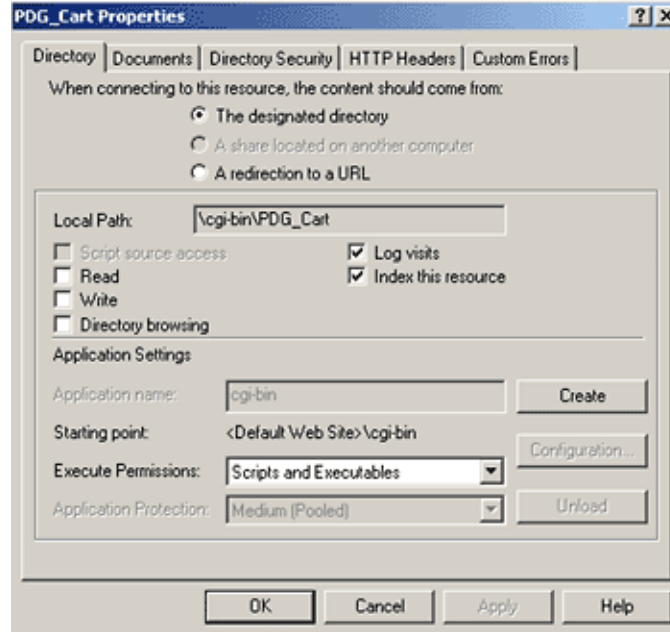 PDG_Cart Properties
Directory Documents Directory Security HTTP Headers Custom Errors
When connecting to this resource, the content should come from:
The designated directory
A share located on another computer
A redirection to a URL
Local Path: \cgi-bin\PDG_Cart
Script source access Log visits
Read Index this resource
Write
Directory browsing
Application Settings
Application name: cgi-bin Create
Starting point: <Default Web Site>\cgi-bin
Configuration...
Execute Permissions: Scripts and Executables
Application Protection: Medium (Pooled) Unload
OK Cancel Apply Help